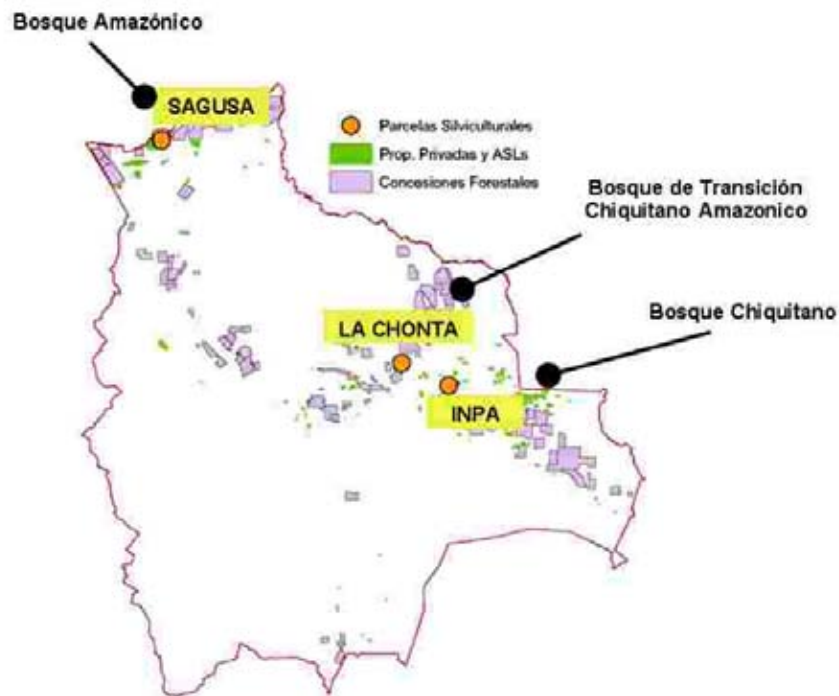 Bosque Amazónico
SAGUSA
Parcelas Silviculturales
Prop. Privadas y ASLs
Concesiones Forestales
Bosque de Transición
Chiquitano Amazonico
LA CHONTA
Bosque Chiquitano
INPA